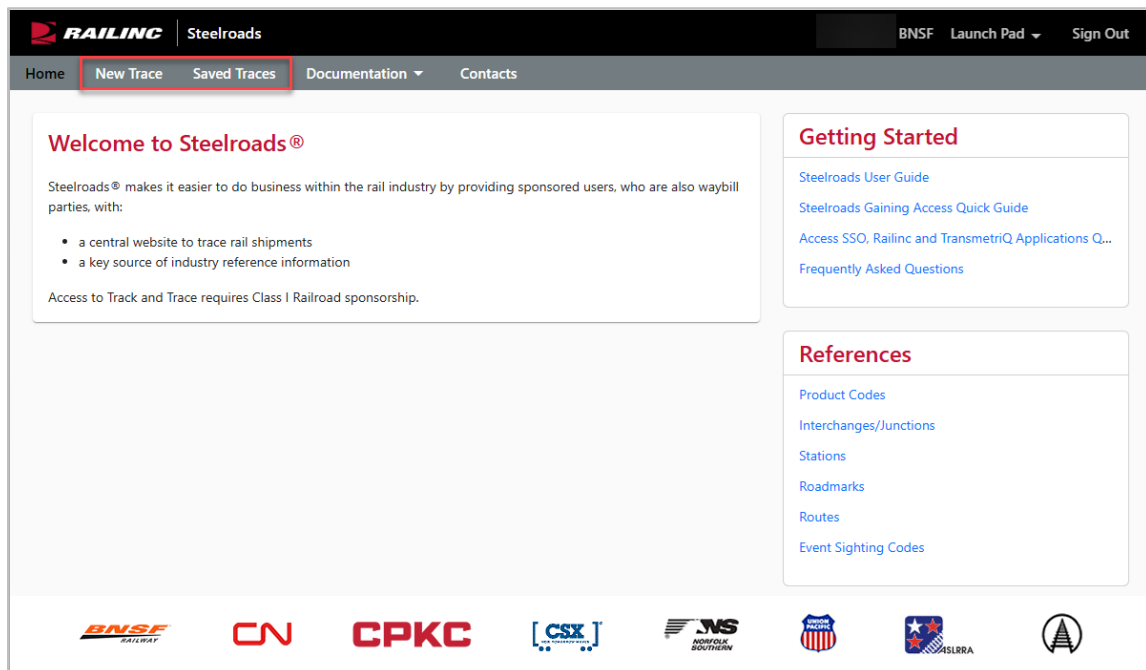 RAILINC Steelroads BNSF Launch Pad Sign Out
Home New Trace Saved Traces Documentation Contacts
Welcome to Steelroads®
Steelroads® makes it easier to do business within the rail industry by providing sponsored users, who are also waybill
parties, with:
• a central website to trace rail shipments
• a key source of industry reference information
Access to Track and Trace requires Class I Railroad sponsorship.
Getting Started
Steelroads User Guide
Steelroads Gaining Access Quick Guide
Access SSO, Railinc and TransmetriQ Applications Q...
Frequently Asked Questions
References
Product Codes
Interchanges/Junctions
Stations
Roadmarks
Routes
Event Sighting Codes
BNSF
RAILWAY
CN
CPKC
CSX
NS
NORFOLK
SOUTHERN
UNION
PACIFIC
ASLRRA